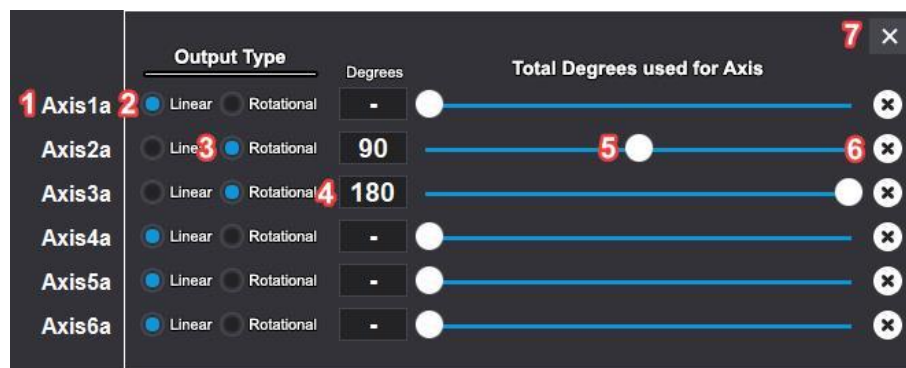 7
Output Type
Degrees
Total Degrees used for Axis
1 Axis1a 2 Linear Rotational -
Axis2a Linear 3 Rotational 90 5 6
Axis3a Linear Rotational 4 180
Axis4a Linear Rotational -
Axis5a Linear Rotational -
Axis6a Linear Rotational -